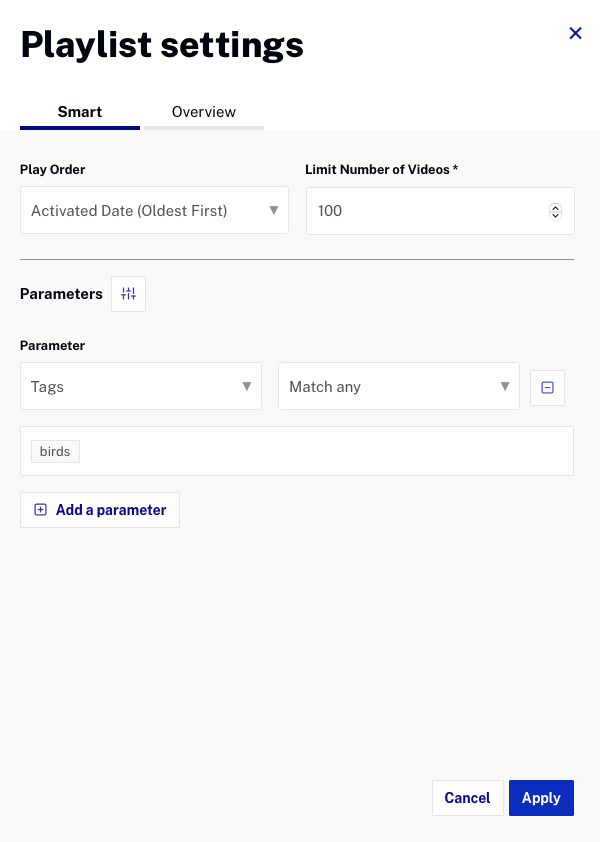 Playlist settings
Smart
Overview
Play Order
Limit Number of Videos *
Activated Date (Oldest First)
100
Parameters
Parameter
Tags
Match any
birds
Add a parameter
Cancel
Apply